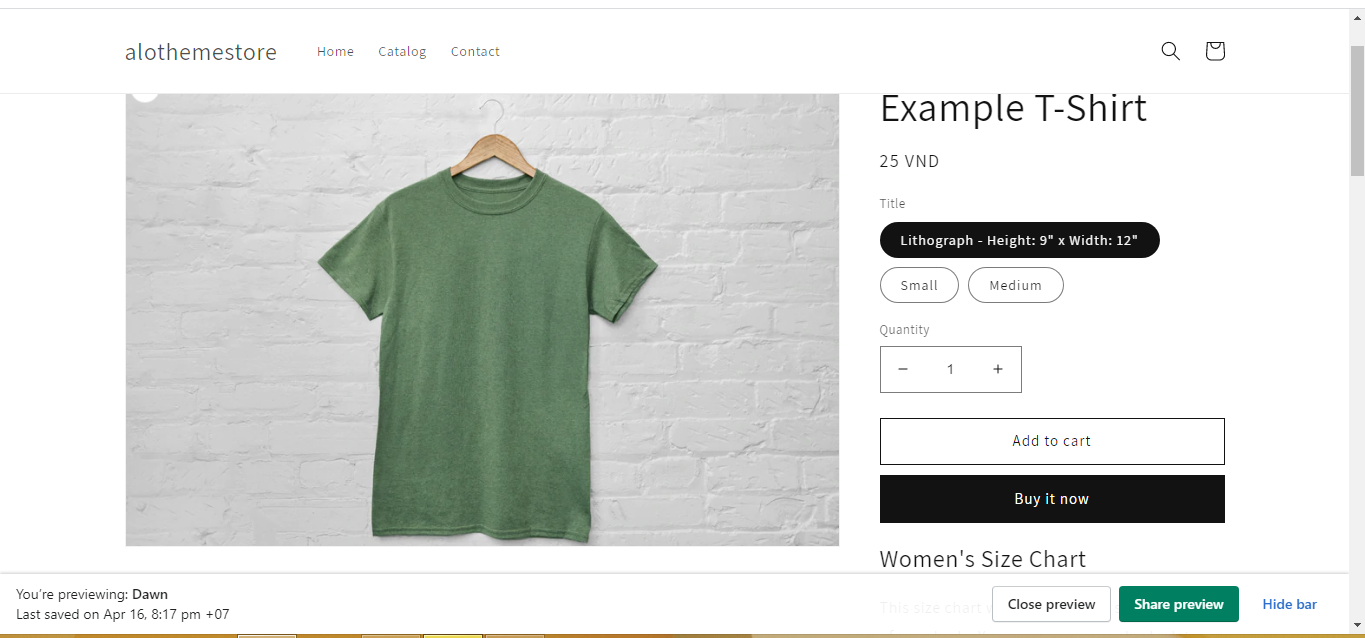 alothemestore
Home Catalog Contact
Example T-Shirt
25 VND
Title
Lithograph - Height: 9" x Width: 12"
Small Medium
Quantity
− 1 +
Add to cart
Buy it now
Women's Size Chart
This size chart
You're previewing: Dawn
Last saved on Apr 16, 8:17 pm +07
Close preview Share preview Hide bar